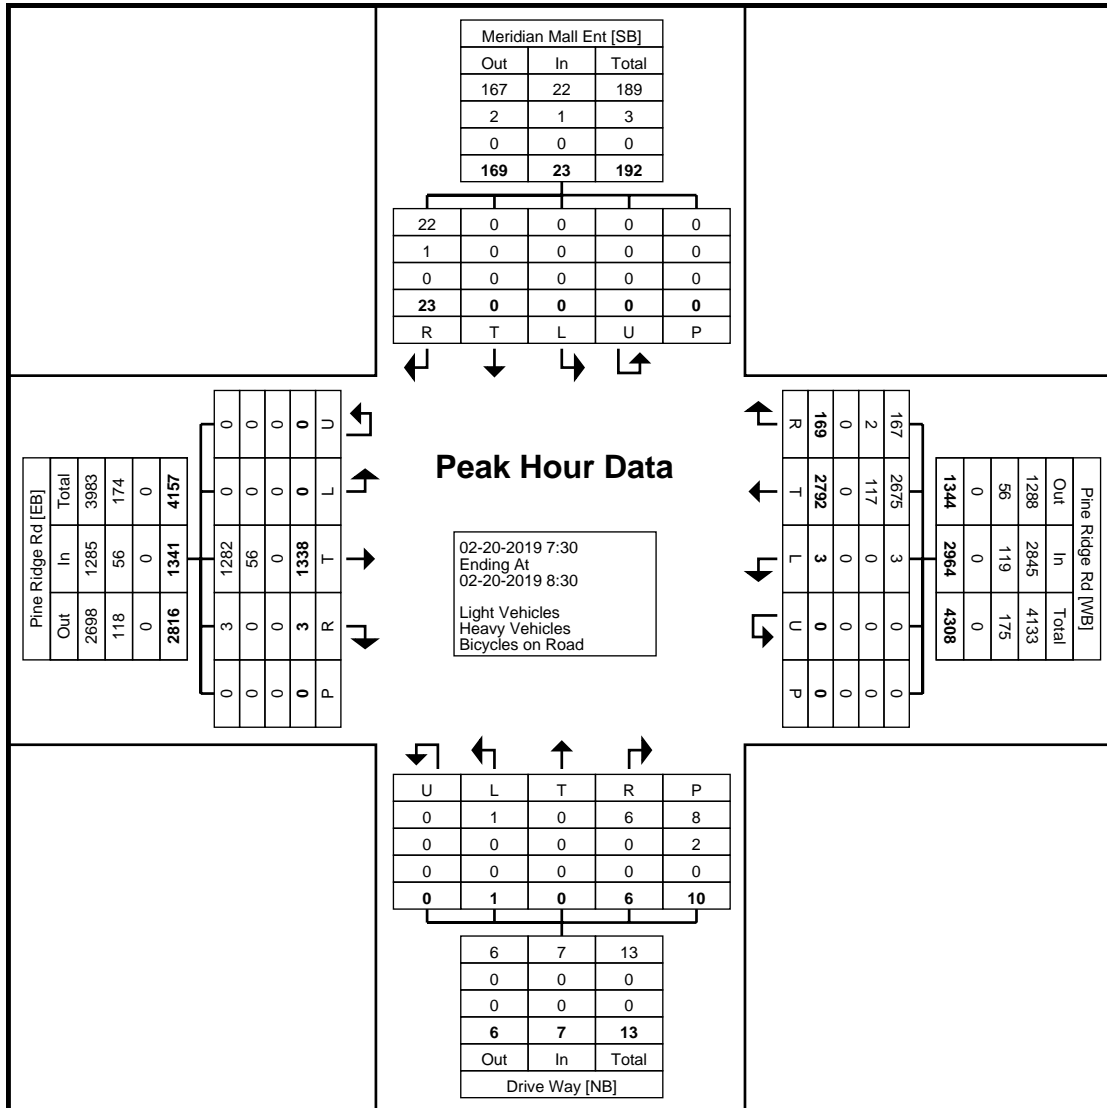 Meridian Mall Ent [SB]
Out In Total
167 22 189
2 1 3
0 0 0
169 23 192
22 0 0 0 0
1 0 0 0 0
0 0 0 0 0
23 0 0 0 0
R T L U P
Pine Ridge Rd [EB]
Total In Out
3983 1285 2698
174 56 118
0 0 0
4157 1341 2816
0 0 1282 3 0
0 0 56 0 0
0 0 0 0 0
0 0 1338 3 0
U L T R P
Peak Hour Data
02-20-2019 7:30
Ending At
02-20-2019 8:30
Light Vehicles
Heavy Vehicles
Bicycles on Road
R T L U P
169 2792 3 0 0
0 0 0 0 0
2 117 0 0 0
167 2675 3 0 0
1344 2964 4308
0 0 0
56 119 175
1288 2845 4133
Out In Total
Pine Ridge Rd [WB]
U L T R P
0 1 0 6 8
0 0 0 0 2
0 0 0 0 0
0 1 0 6 10
6 7 13
0 0 0
0 0 0
6 7 13
Out In Total
Drive Way [NB]